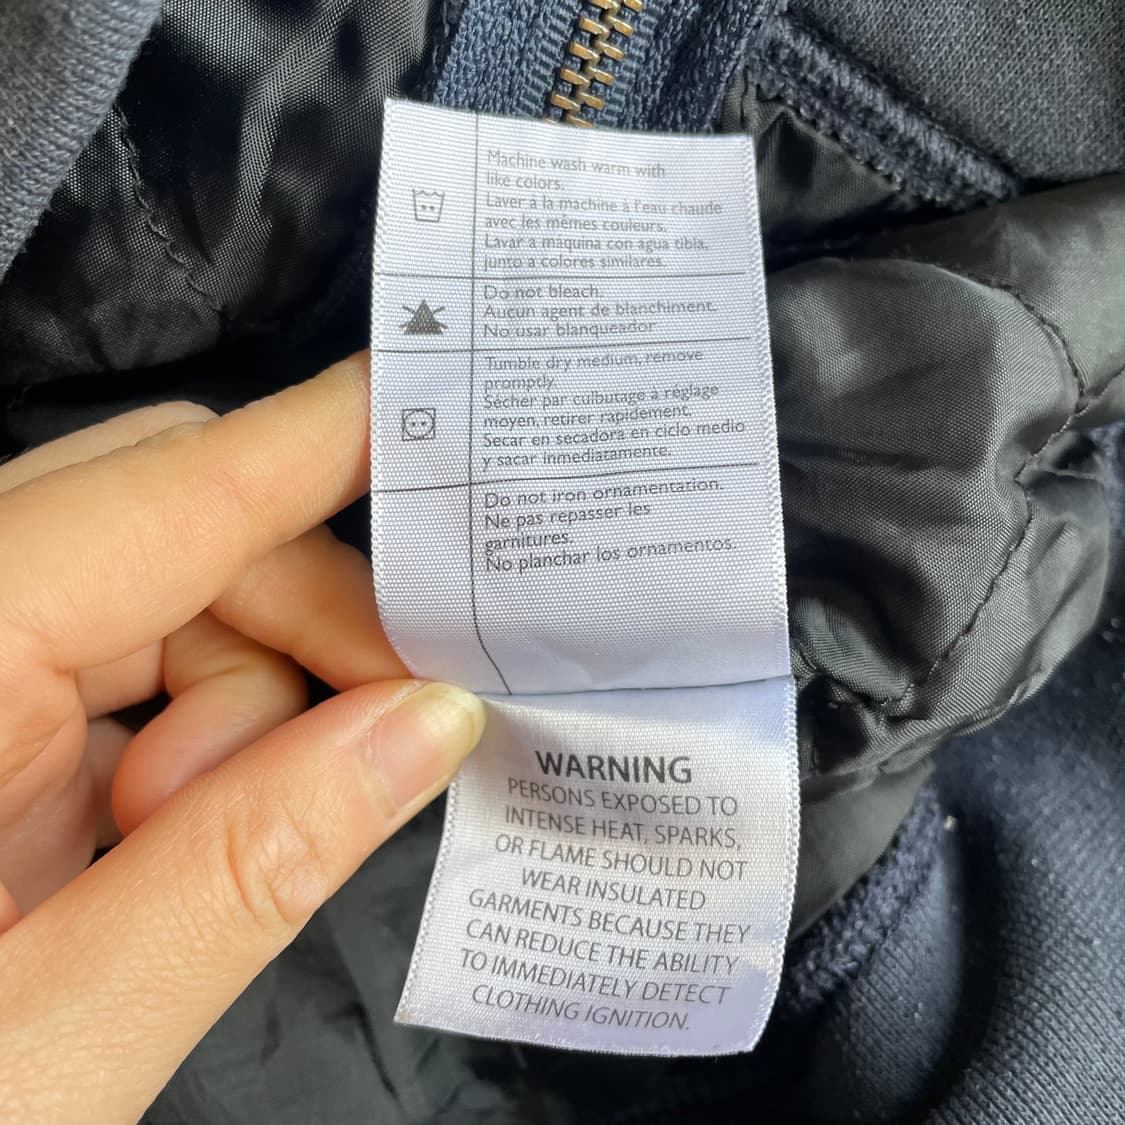 Machine wash warm with
like colors.
Laver à la machine à l'eau chaude
avec les mêmes couleurs.
Lavar a maquina con agua tibia,
junto a colores similares.
Do not bleach.
Aucun agent de blanchiment.
No usar blanqueador
Tumble dry medium, remove
promptly.
Sécher par culbutage à réglage
moyen, retirer rapidement.
Secar en secadora en ciclo medio
y sacar inmediatamente.
Do not iron ornamentation.
Ne pas repasser les
garnitures.
No planchar los ornamentos.
WARNING
PERSONS EXPOSED TO
INTENSE HEAT, SPARKS,
OR FLAME SHOULD NOT
WEAR INSULATED
GARMENTS BECAUSE THEY
CAN REDUCE THE ABILITY
TO IMMEDIATELY DETECT
CLOTHING IGNITION.